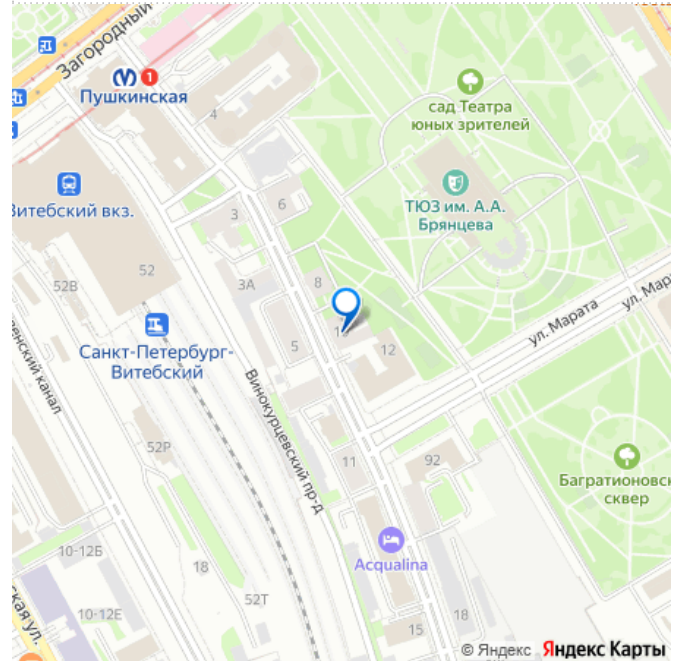 Загородный
1
Пушкинская
4
сад Театра
юных зрителей
ТЮЗ им. А.А.
Брянцева
Витебский вкз.
3
6
52
52В
3А
8
ул. Марата
ул. Мар
Санкт-Петербург-
Витебский
5
12
Винокурцевский пр-д
52Р
11
92
Багратионовск
сквер
Acqualina
10-12Б
18
10-12Е
52Т
15
18
© Яндекс Яндекс Карты